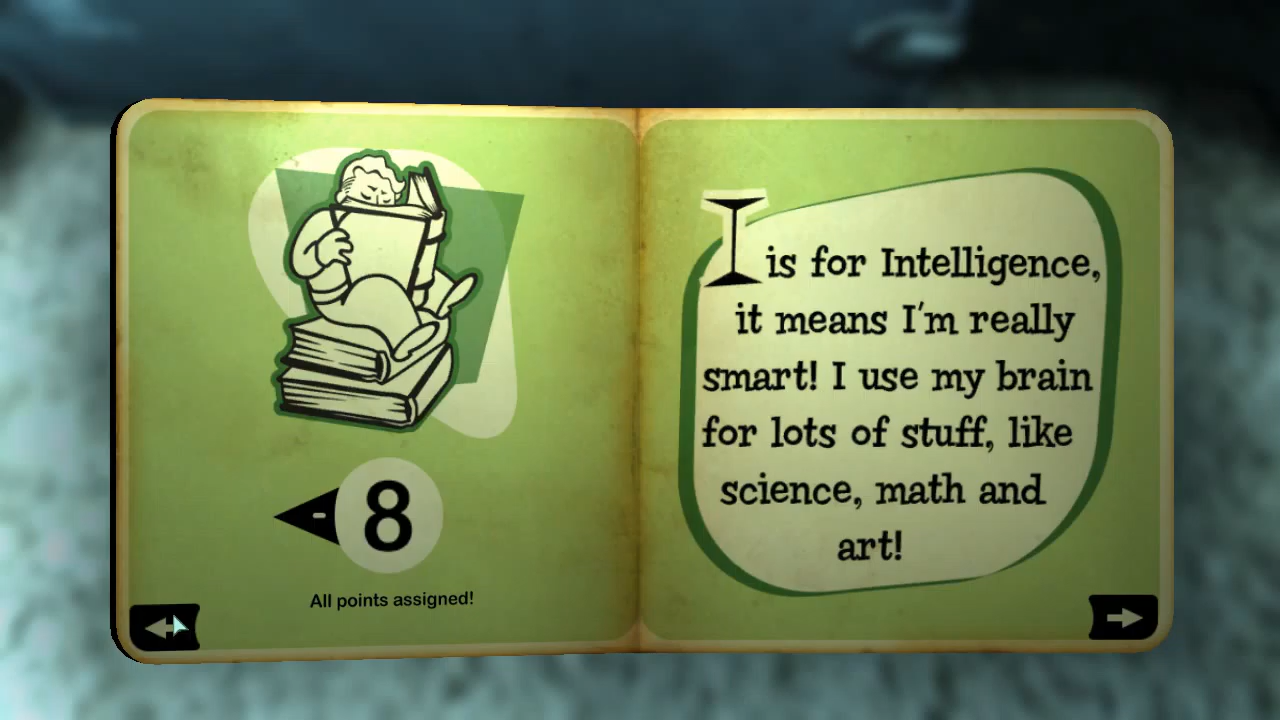 8
All points assigned!
I is for Intelligence,
it means I'm really
smart! I use my brain
for lots of stuff, like
science, math and
art!